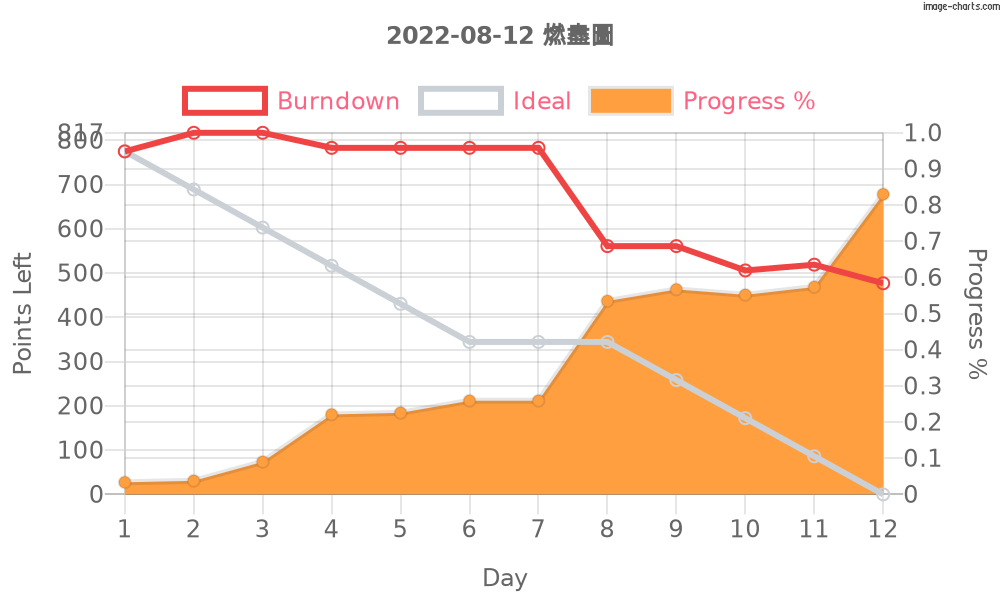 image-charts.com
2022-08-12 燃盡圖
Burndown Ideal Progress %
817 1.0
800
0.9
700
0.8
600
0.7
500
0.6
0.5
400
0.4
300
0.3
200
0.2
100
0.1
0 0
Points Left
Progress %
1 2 3 4 5 6 7 8 9 10 11 12
Day